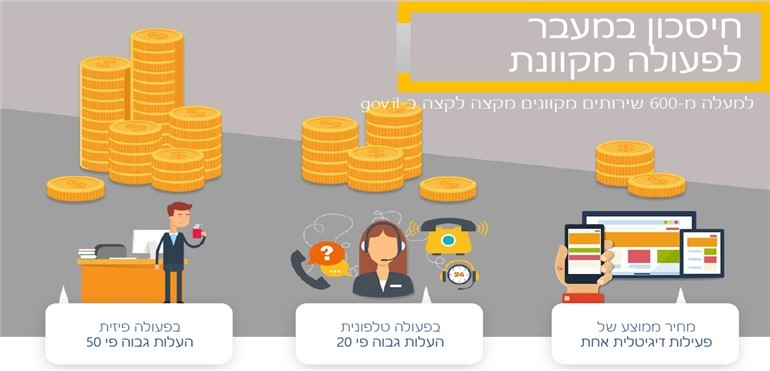 חיסכון במעבר
לפעולה מקוונת
למעלה מ-600 שירותים מקוונים מקצה לקצה ב-gov.il
מחיר ממוצע של
פעילות דיגיטלית אחת
בפעולה טלפונית
העלות גבוה פי 20
בפעולה פיזית
העלות גבוה פי 50
?
24